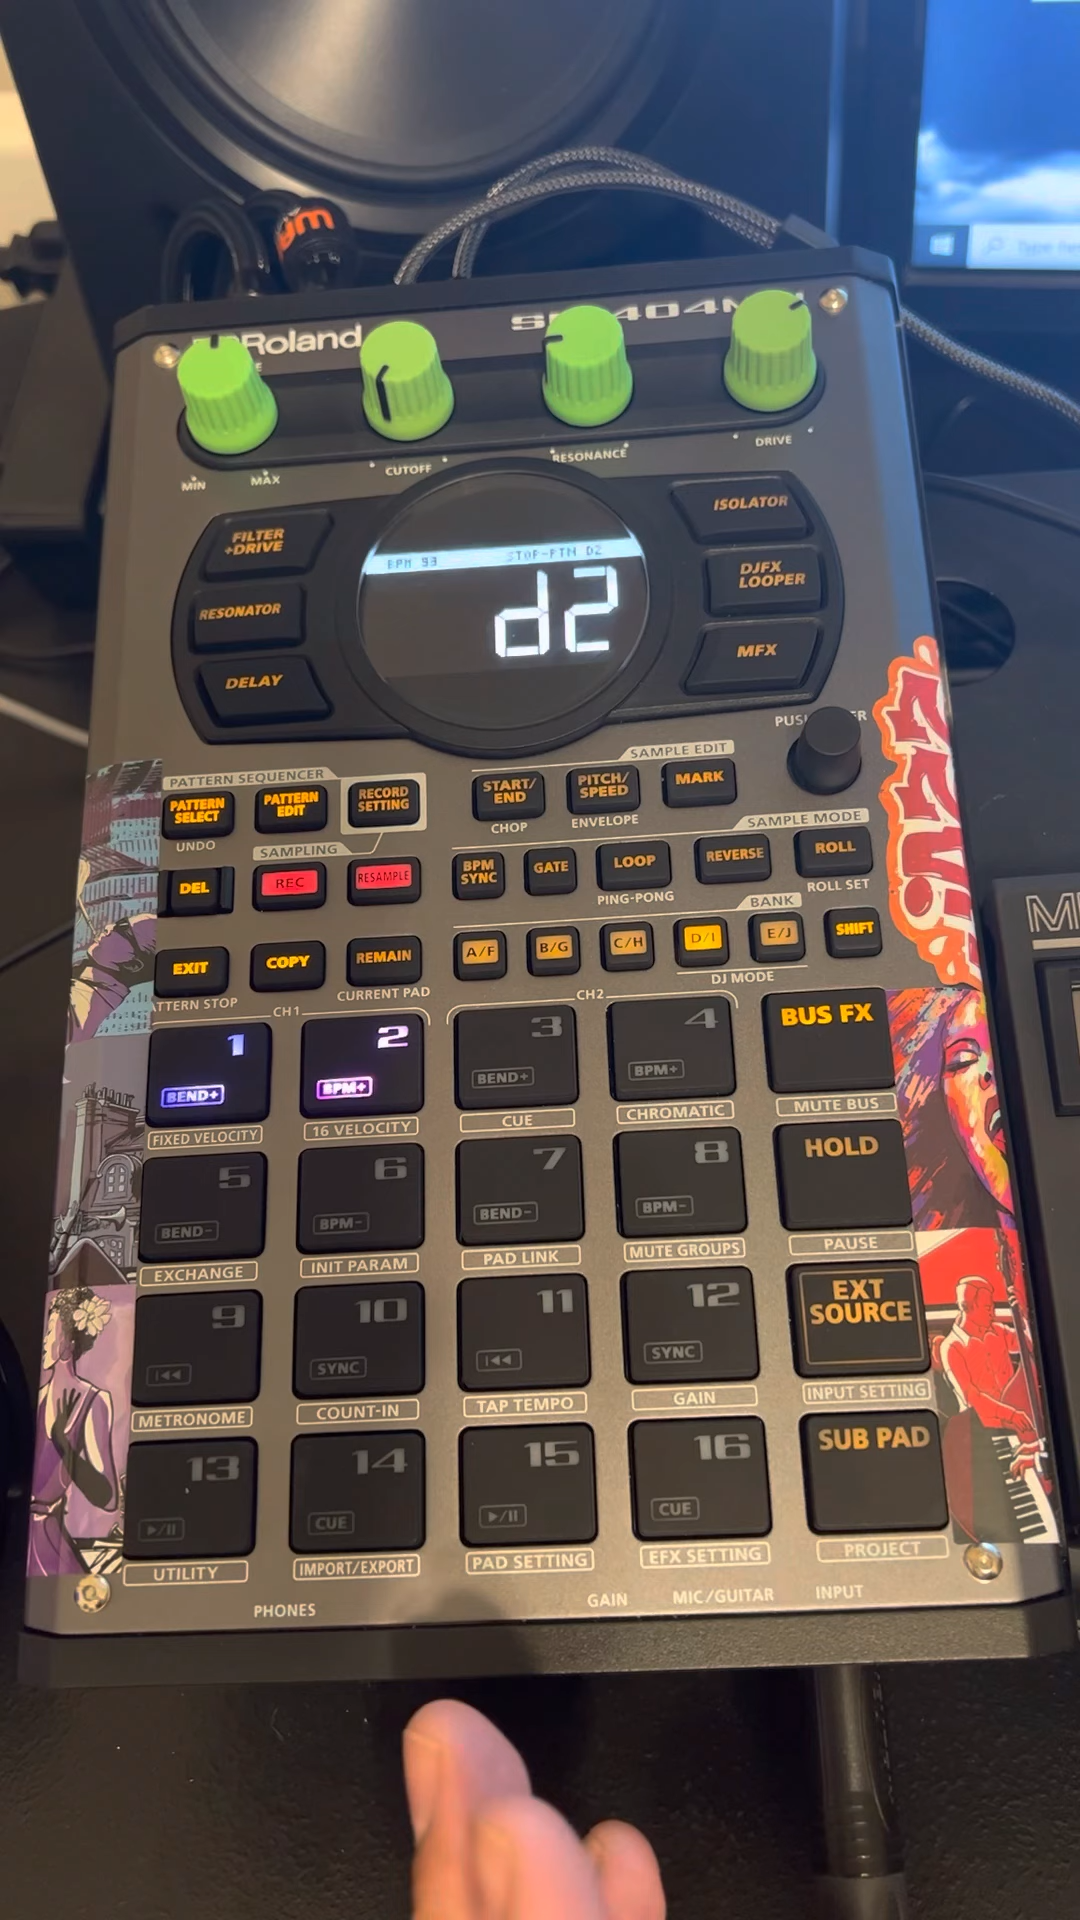 Roland
MIN
MAX
CUTOFF
RESONANCE
DRIVE
FILTER
+DRIVE
RESONATOR
DELAY
BPM 93 STOP-PTN D2
d2
ISOLATOR
DJFX
LOOPER
MFX
PATTERN SEQUENCER
SAMPLE EDIT
PATTERN
SELECT
PATTERN
EDIT
RECORD
SETTING
START/
END
PITCH/
SPEED
MARK
UNDO
CHOP
ENVELOPE
SAMPLING
SAMPLE MODE
DEL
REC
RESAMPLE
BPM
SYNC
GATE
LOOP
REVERSE
ROLL
PING-PONG
ROLL SET
BANK
EXIT
COPY
REMAIN
A/F
B/G
C/H
D/I
E/J
SHIFT
TTERN STOP
CURRENT PAD
DJ MODE
CH1
CH2
1
BEND+
2
BPM+
3
BEND+
4
BPM+
BUS FX
FIXED VELOCITY
16 VELOCITY
CUE
CHROMATIC
MUTE BUS
5
BEND-
6
BPM-
7
BEND-
8
BPM-
HOLD
EXCHANGE
INIT PARAM
PAD LINK
MUTE GROUPS
PAUSE
9
10
SYNC
11
12
SYNC
EXT
SOURCE
METRONOME
COUNT-IN
TAP TEMPO
GAIN
INPUT SETTING
13
14
CUE
15
16
CUE
SUB PAD
UTILITY
IMPORT/EXPORT
PAD SETTING
EFX SETTING
PROJECT
PHONES
GAIN
MIC/GUITAR
INPUT